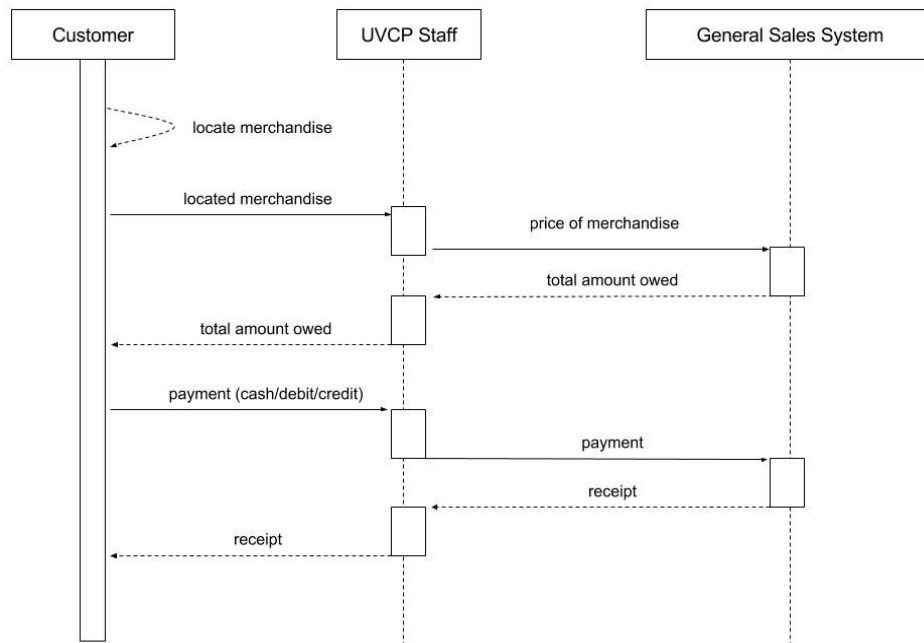 Customer
UVCP Staff
General Sales System
locate merchandise
located merchandise
price of merchandise
total amount owed
total amount owed
payment (cash/debit/credit)
payment
receipt
receipt